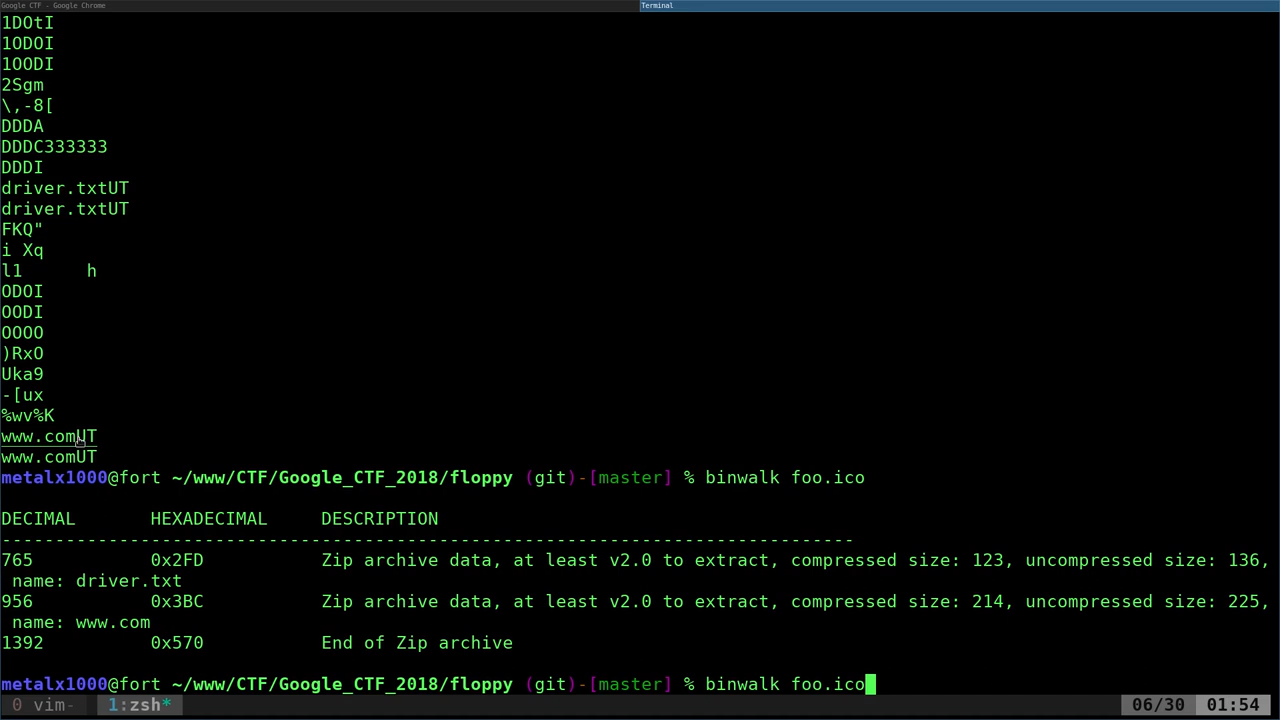 Google CTF - Google Chrome
Terminal
1DOtI
1ODOI
1OODI
2Sgm
\,-8[
DDDA
DDDC333333
DDDI
driver.txtUT
driver.txtUT
FKQ"
i Xq
l1      h
ODOI
OODI
OOOO
)RxO
Uka9
-[ux
%wv%K
www.comUT
www.comUT
metalx1000@fort ~/www/CTF/Google_CTF_2018/floppy (git)-[master] % binwalk foo.ico
DECIMAL       HEXADECIMAL     DESCRIPTION
--------------------------------------------------------------------------------
765           0x2FD           Zip archive data, at least v2.0 to extract, compressed size: 123, uncompressed size: 136,
 name: driver.txt
956           0x3BC           Zip archive data, at least v2.0 to extract, compressed size: 214, uncompressed size: 225,
 name: www.com
1392          0x570           End of Zip archive
metalx1000@fort ~/www/CTF/Google_CTF_2018/floppy (git)-[master] % binwalk foo.ico
0 vim-  1:zsh*  06/30  01:54